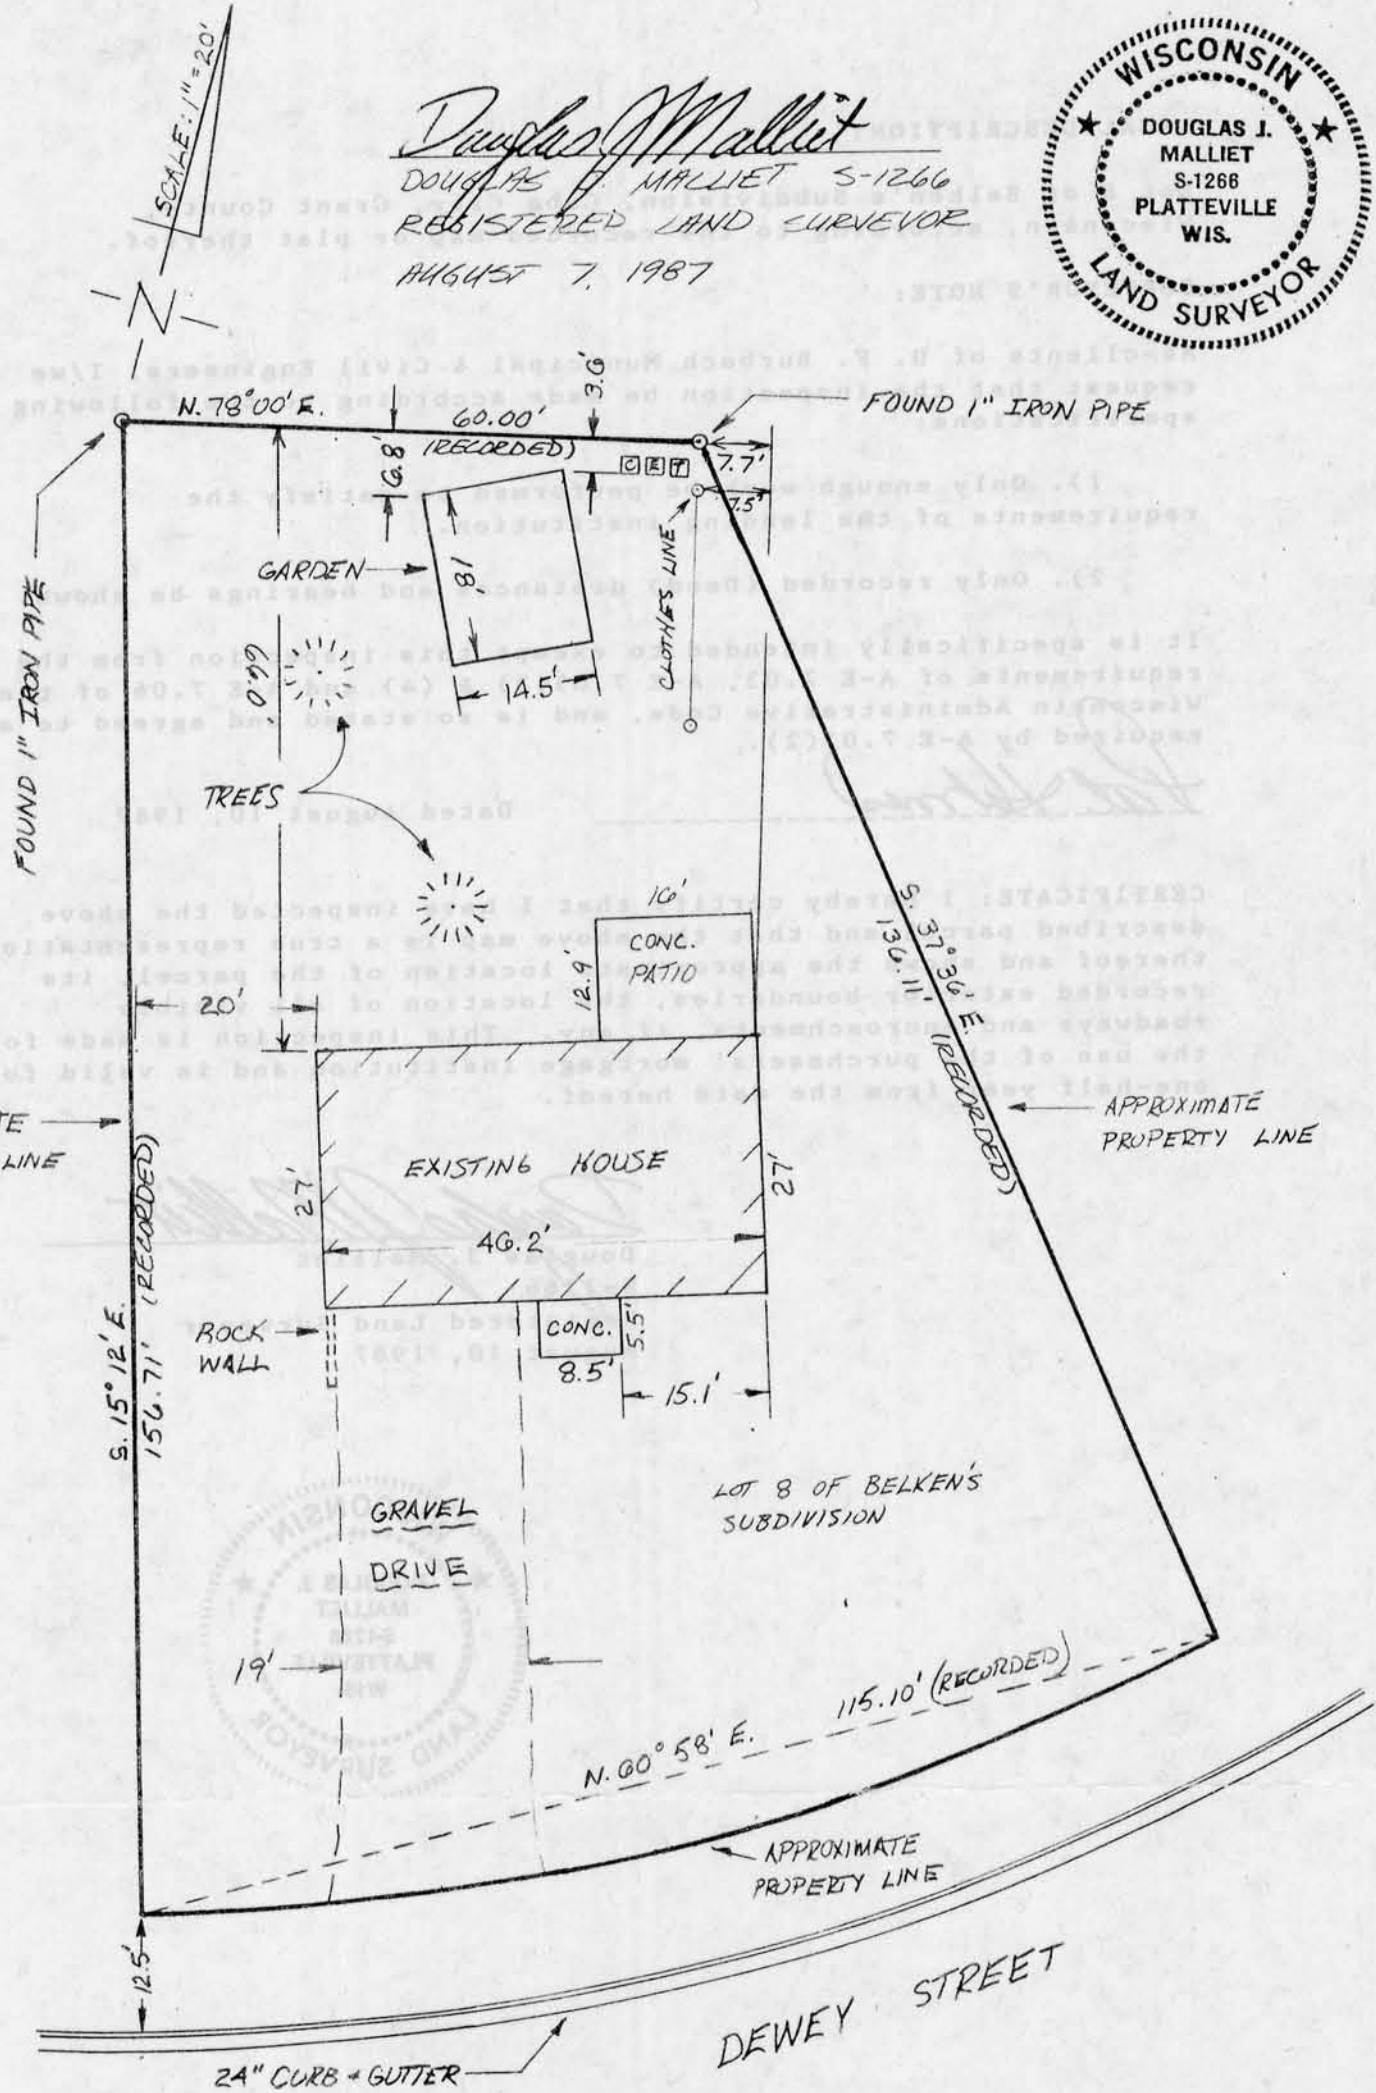 SCALE: 1" = 20'
N
Douglas J Malliet
DOUGLAS J. MALLIET S-1266
REGISTERED LAND SURVEYOR
AUGUST 7, 1987
WISCONSIN
DOUGLAS J.
MALLIET
S-1266
PLATTEVILLE
WIS.
LAND SURVEYOR
N. 78°00' E.
60.00'
(RECORDED)
6.8'
3.6'
FOUND 1" IRON PIPE
C E T
7.7'
7.5'
FOUND 1" IRON PIPE
GARDEN
18'
14.5'
CLOTHES LINE
66.0'
TREES
16'
CONC.
PATIO
12.9'
S. 37°36' E.
136.11' (RECORDED)
20'
APPROXIMATE
PROPERTY LINE
TE
LINE
EXISTING HOUSE
27'
27'
46.2'
S. 15°12' E.
156.71' (RECORDED)
ROCK
WALL
CONC.
5.5'
8.5'
15.1'
LOT 8 OF BELKEN'S
SUBDIVISION
GRAVEL
DRIVE
19'
N. 60°58' E.
115.10' (RECORDED)
APPROXIMATE
PROPERTY LINE
12.5'
DEWEY STREET
24" CURB + GUTTER